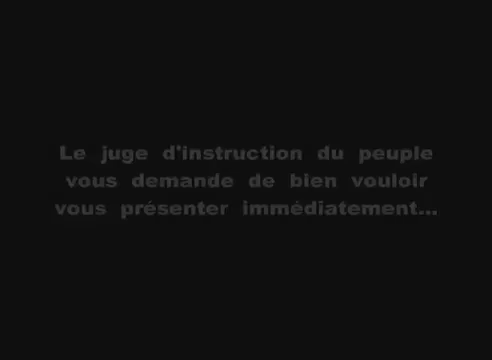 Le juge d'instruction du peuple
vous demande de bien vouloir
vous présenter immédiatement...